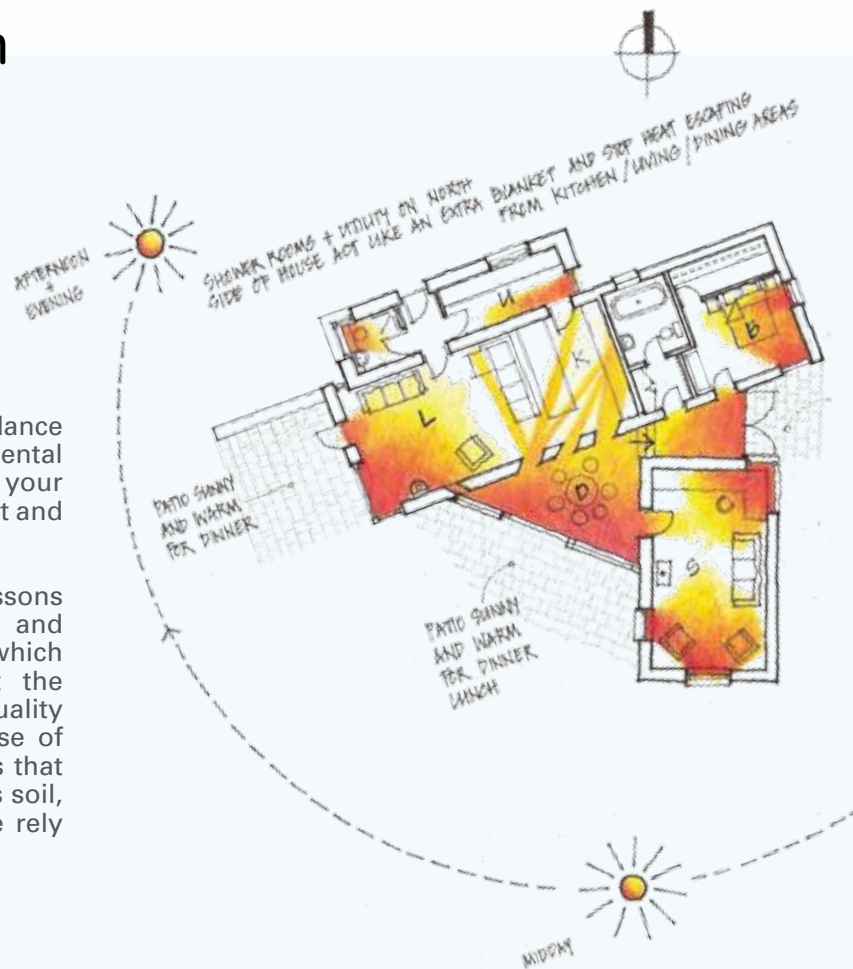 n
SHOWER ROOMS + UTILITY ON NORTH
SIDE OF HOUSE ACT LIKE AN EXTRA BLANKET AND STOP HEAT ESCAPING
FROM KITCHEN / LIVING / DINING AREAS
AFTERNOON
+
EVENING
lance
ental
your
t and
ssons
and
which
t the
uality
se of
s that
s soil,
e rely
U
B
K
L
D
O
S
PATIO SUNNY
AND WARM
FOR DINNER
PATIO SUNNY
AND WARM
FOR DINNER
LUNCH
MIDDAY